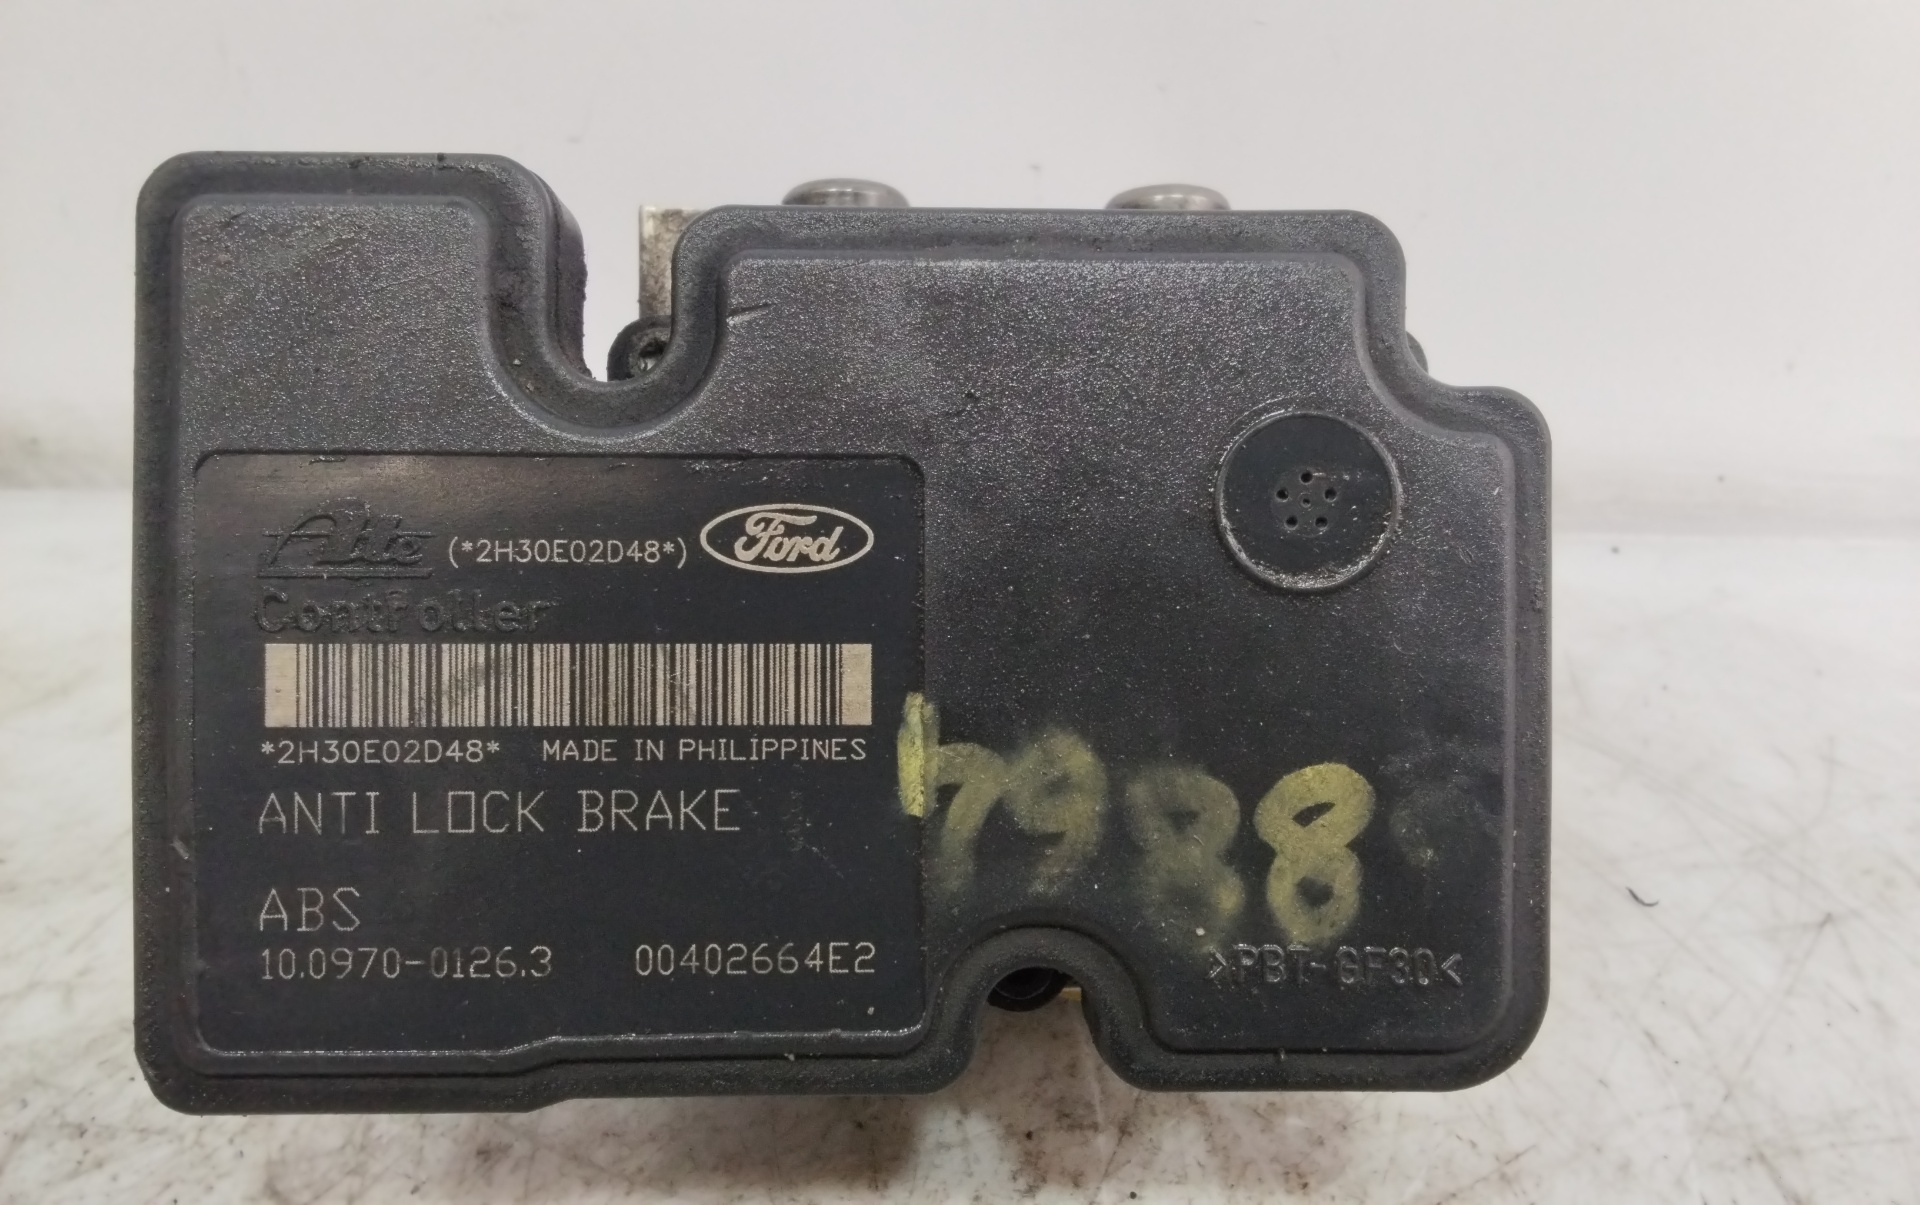 Ate (*2H30E02D48*) Ford
Controller
*2H30E02D48* MADE IN PHILIPPINES
ANTI LOCK BRAKE
ABS
10.0970-0126.3 00402664E2
>PBT-GF30<